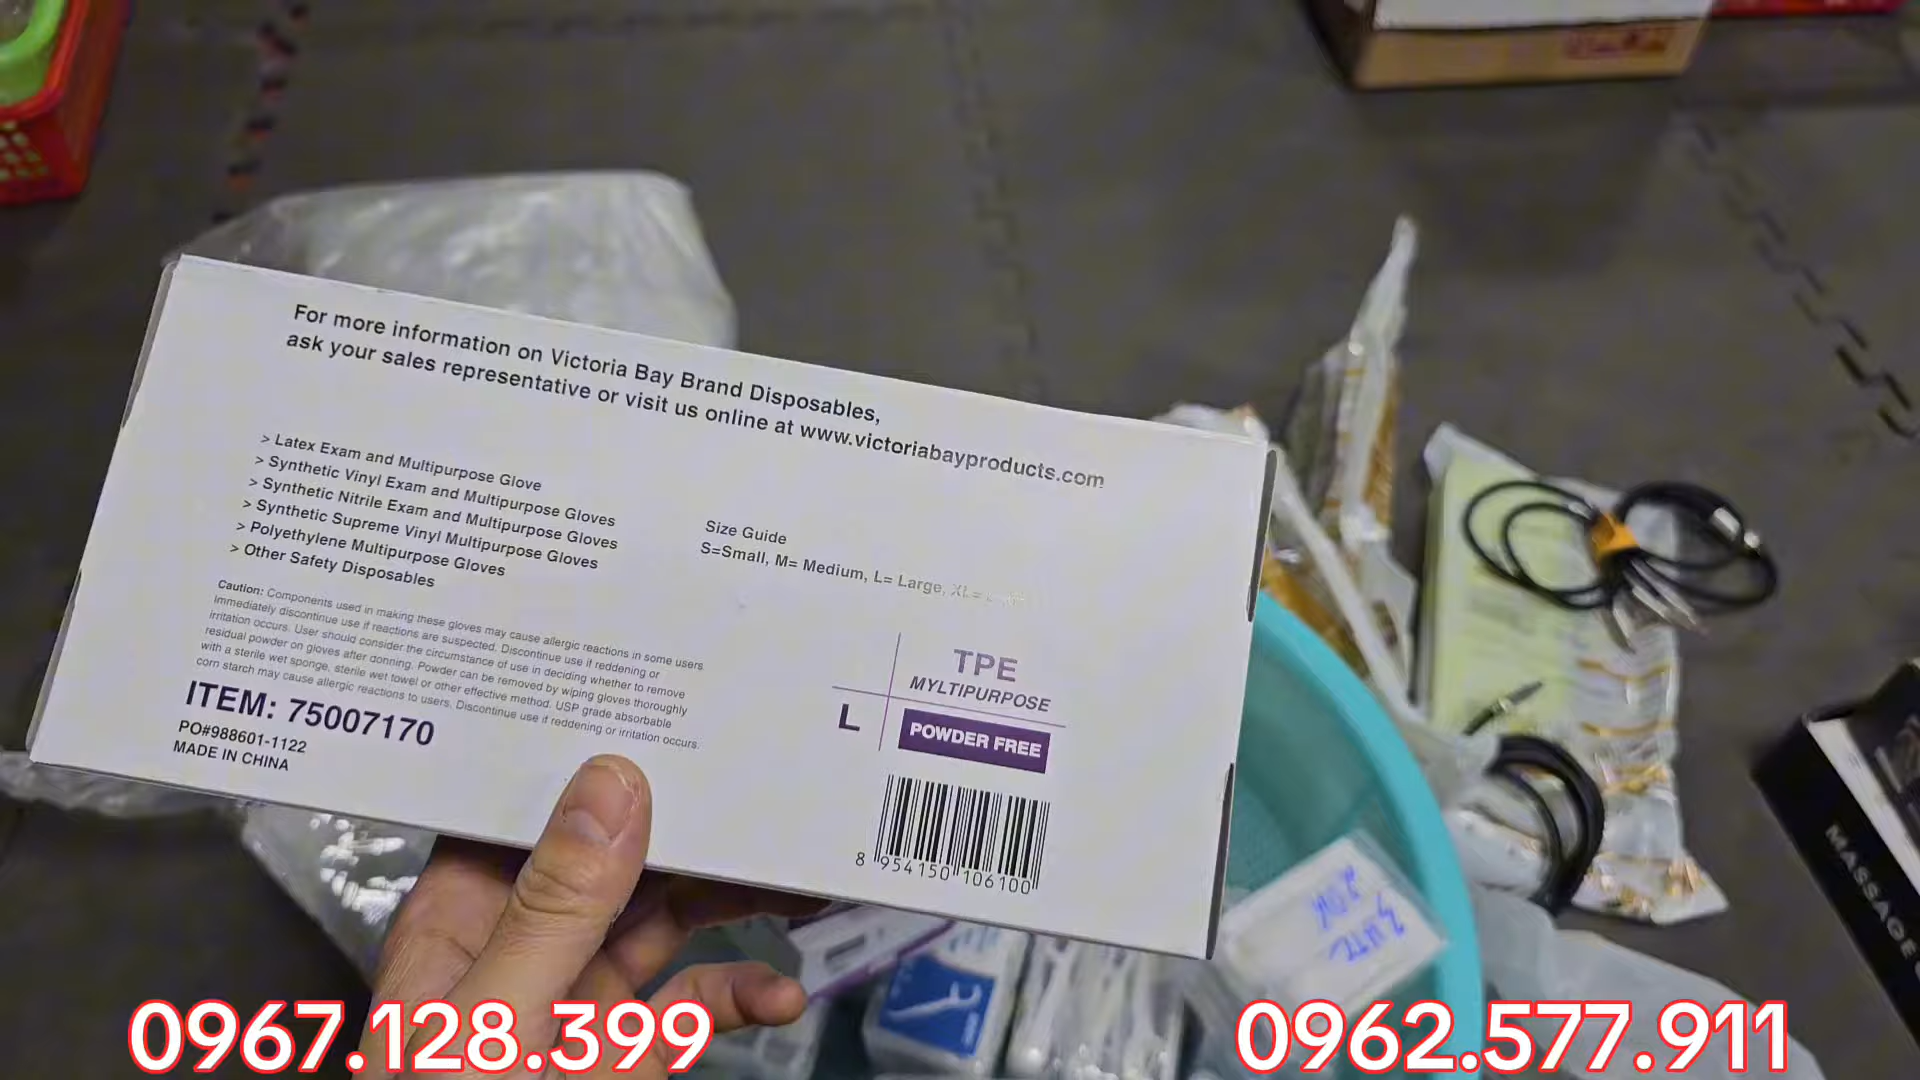 For more information on Victoria Bay Brand Disposables,
ask your sales representative or visit us online at www.victoriabayproducts.com
> Latex Exam and Multipurpose Glove
> Synthetic Vinyl Exam and Multipurpose Gloves
> Synthetic Nitrile Exam and Multipurpose Gloves
> Synthetic Supreme Vinyl Multipurpose Gloves
> Polyethylene Multipurpose Gloves
> Other Safety Disposables
Size Guide
S=Small, M= Medium, L= Large, XL=
Caution: Components used in making these gloves may cause allergic reactions in some users.
Immediately discontinue use if reactions are suspected. Discontinue use if reddening or
irritation occurs. User should consider the circumstance of use in deciding whether to remove
residual powder on gloves after donning. Powder can be removed by wiping gloves thoroughly
with a sterile wet sponge, sterile wet towel or other effective method. USP grade absorbable
corn starch may cause allergic reactions to users. Discontinue use if reddening or irritation occurs.
ITEM: 75007170
PO#988601-1122
MADE IN CHINA
TPE
MYLTIPURPOSE
L
POWDER FREE
8 954150 106100
MASSAGE
0967.128.399
0962.577.911